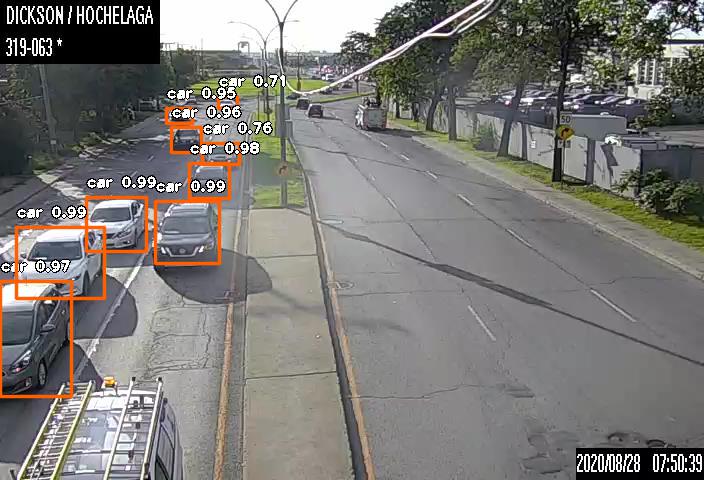 DICKSON / HOCHELAGA
319-063 *
car 0.71
car 0.95
car 0.96
car 0.76
car 0.98
car 0.99
car 0.99
car 0.99
car 0.97
50
2020/08/28 07:50:39